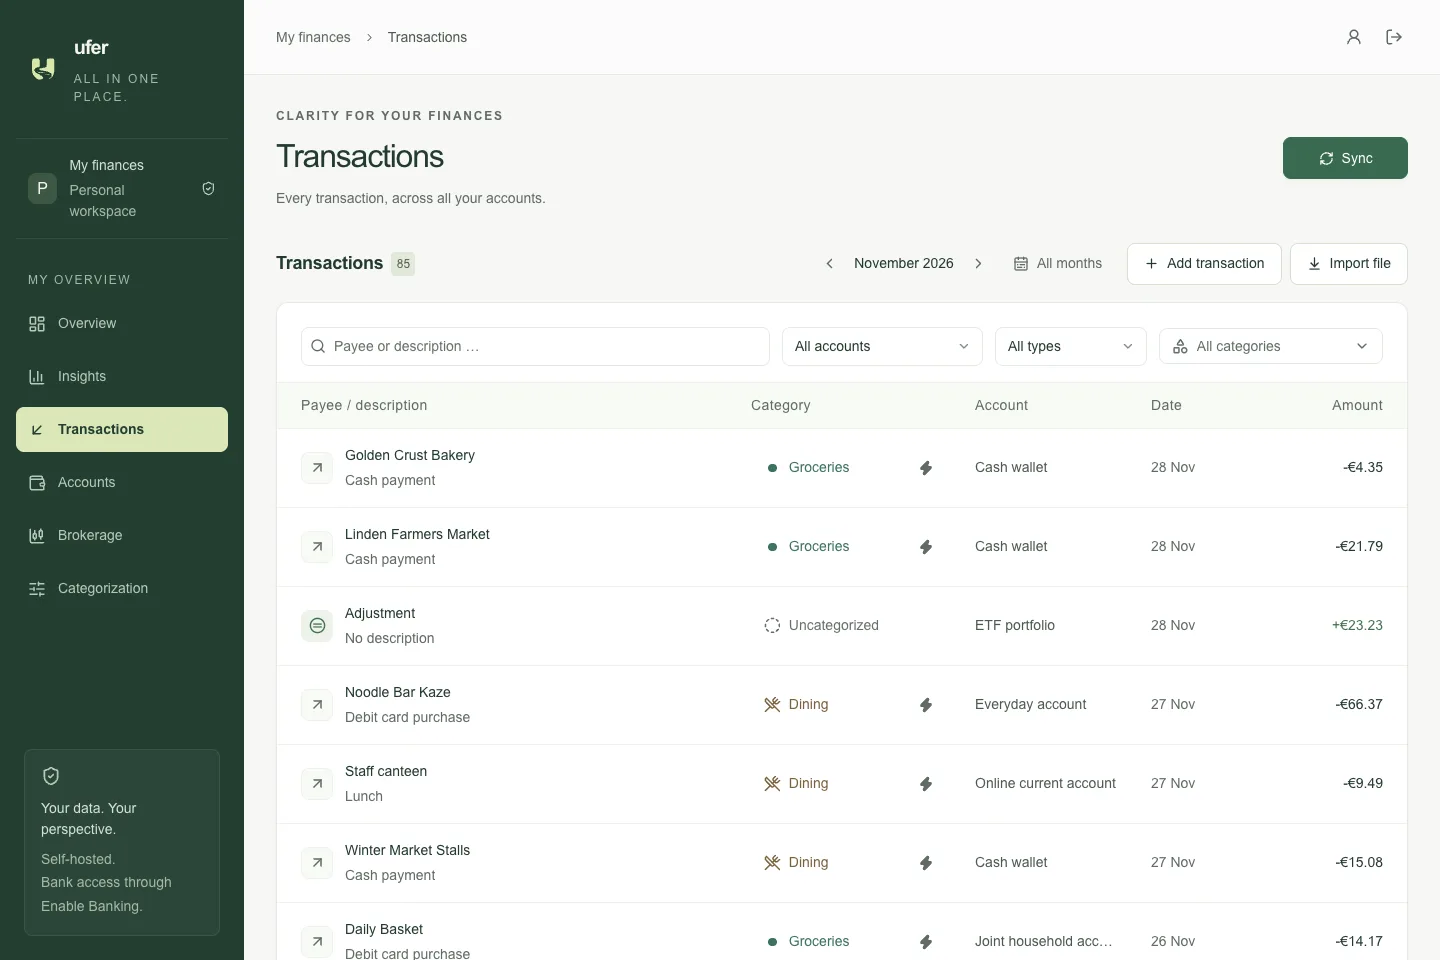 ufer
ALL IN ONE
PLACE.
P
My finances
Personal
workspace
MY OVERVIEW
Overview
Insights
Transactions
Accounts
Brokerage
Categorization
Your data. Your
perspective.
Self-hosted.
Bank access through
Enable Banking.
My finances > Transactions
CLARITY FOR YOUR FINANCES
Transactions
Sync
Every transaction, across all your accounts.
Transactions 85
November 2026
All months
Add transaction
Import file
Payee or description …
All accounts
All types
All categories
Payee / description Category Account Date Amount
Golden Crust Bakery
Cash payment
Groceries Cash wallet 28 Nov -€4.35
Linden Farmers Market
Cash payment
Groceries Cash wallet 28 Nov -€21.79
Adjustment
No description
Uncategorized ETF portfolio 28 Nov +€23.23
Noodle Bar Kaze
Debit card purchase
Dining Everyday account 27 Nov -€66.37
Staff canteen
Lunch
Dining Online current account 27 Nov -€9.49
Winter Market Stalls
Cash payment
Dining Cash wallet 27 Nov -€15.08
Daily Basket
Debit card purchase
Groceries Joint household acc… 26 Nov -€14.17